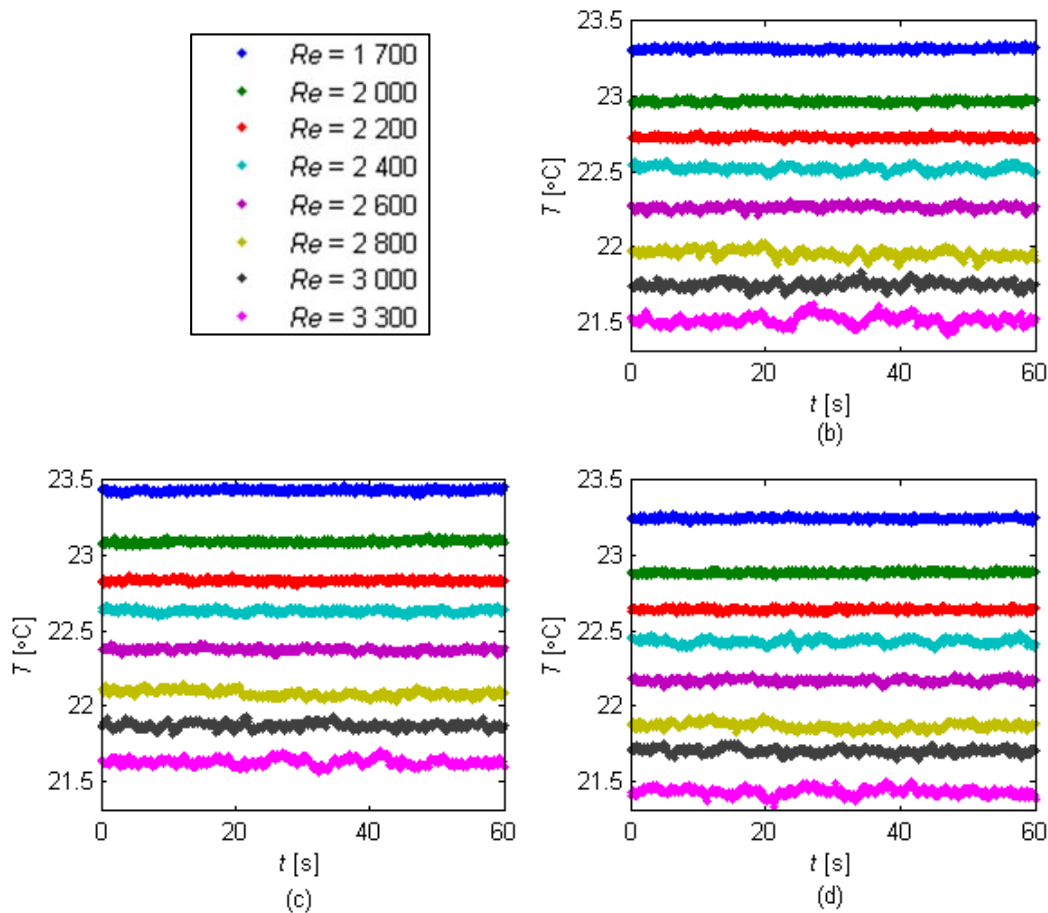 Re = 1 700
Re = 2 000
Re = 2 200
Re = 2 400
Re = 2 600
Re = 2 800
Re = 3 000
Re = 3 300
23.5
23
22.5
22
21.5
T [∘C]
0 20 40 60
t [s]
(b)
23.5
23
22.5
22
21.5
T [∘C]
0 20 40 60
t [s]
(c)
23.5
23
22.5
22
21.5
T [∘C]
0 20 40 60
t [s]
(d)